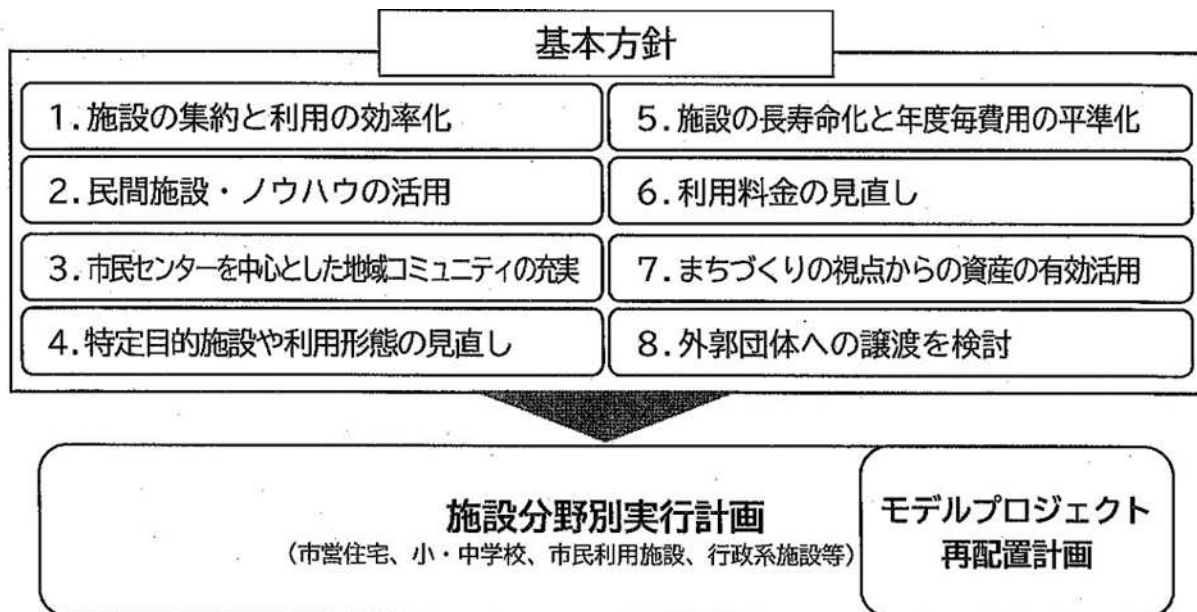 基本方針
1. 施設の集約と利用の効率化
2. 民間施設・ノウハウの活用
3. 市民センターを中心とした地域コミュニティの充実
4. 特定目的施設や利用形態の見直し
5. 施設の長寿命化と年度毎費用の平準化
6. 利用料金の見直し
7. まちづくりの視点からの資産の有効活用
8. 外郭団体への譲渡を検討
施設分野別実行計画
（市営住宅、小・中学校、市民利用施設、行政系施設等）
モデルプロジェクト
再配置計画